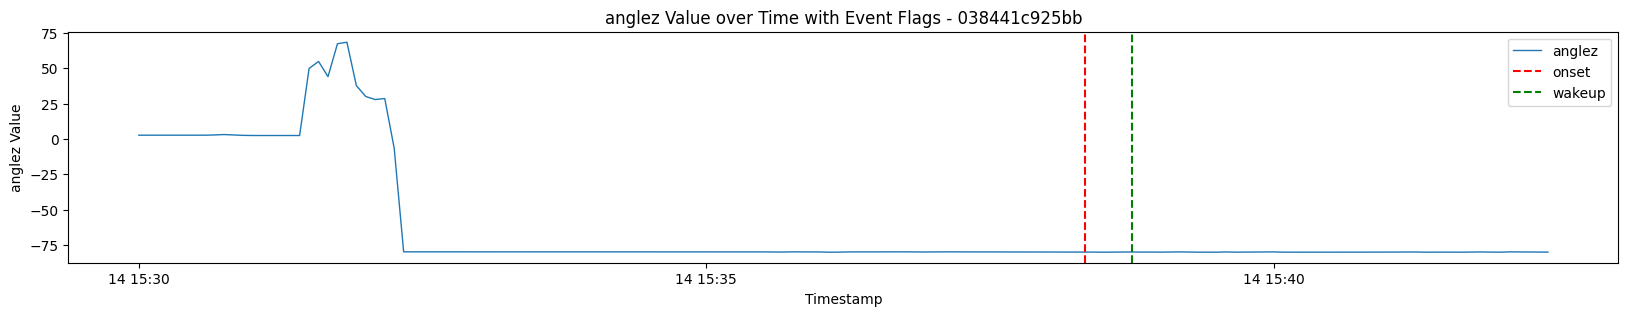 anglez Value over Time with Event Flags - 038441c925bb
anglez Value
75
50
25
0
−25
−50
−75
anglez
onset
wakeup
14 15:30
14 15:35
14 15:40
Timestamp